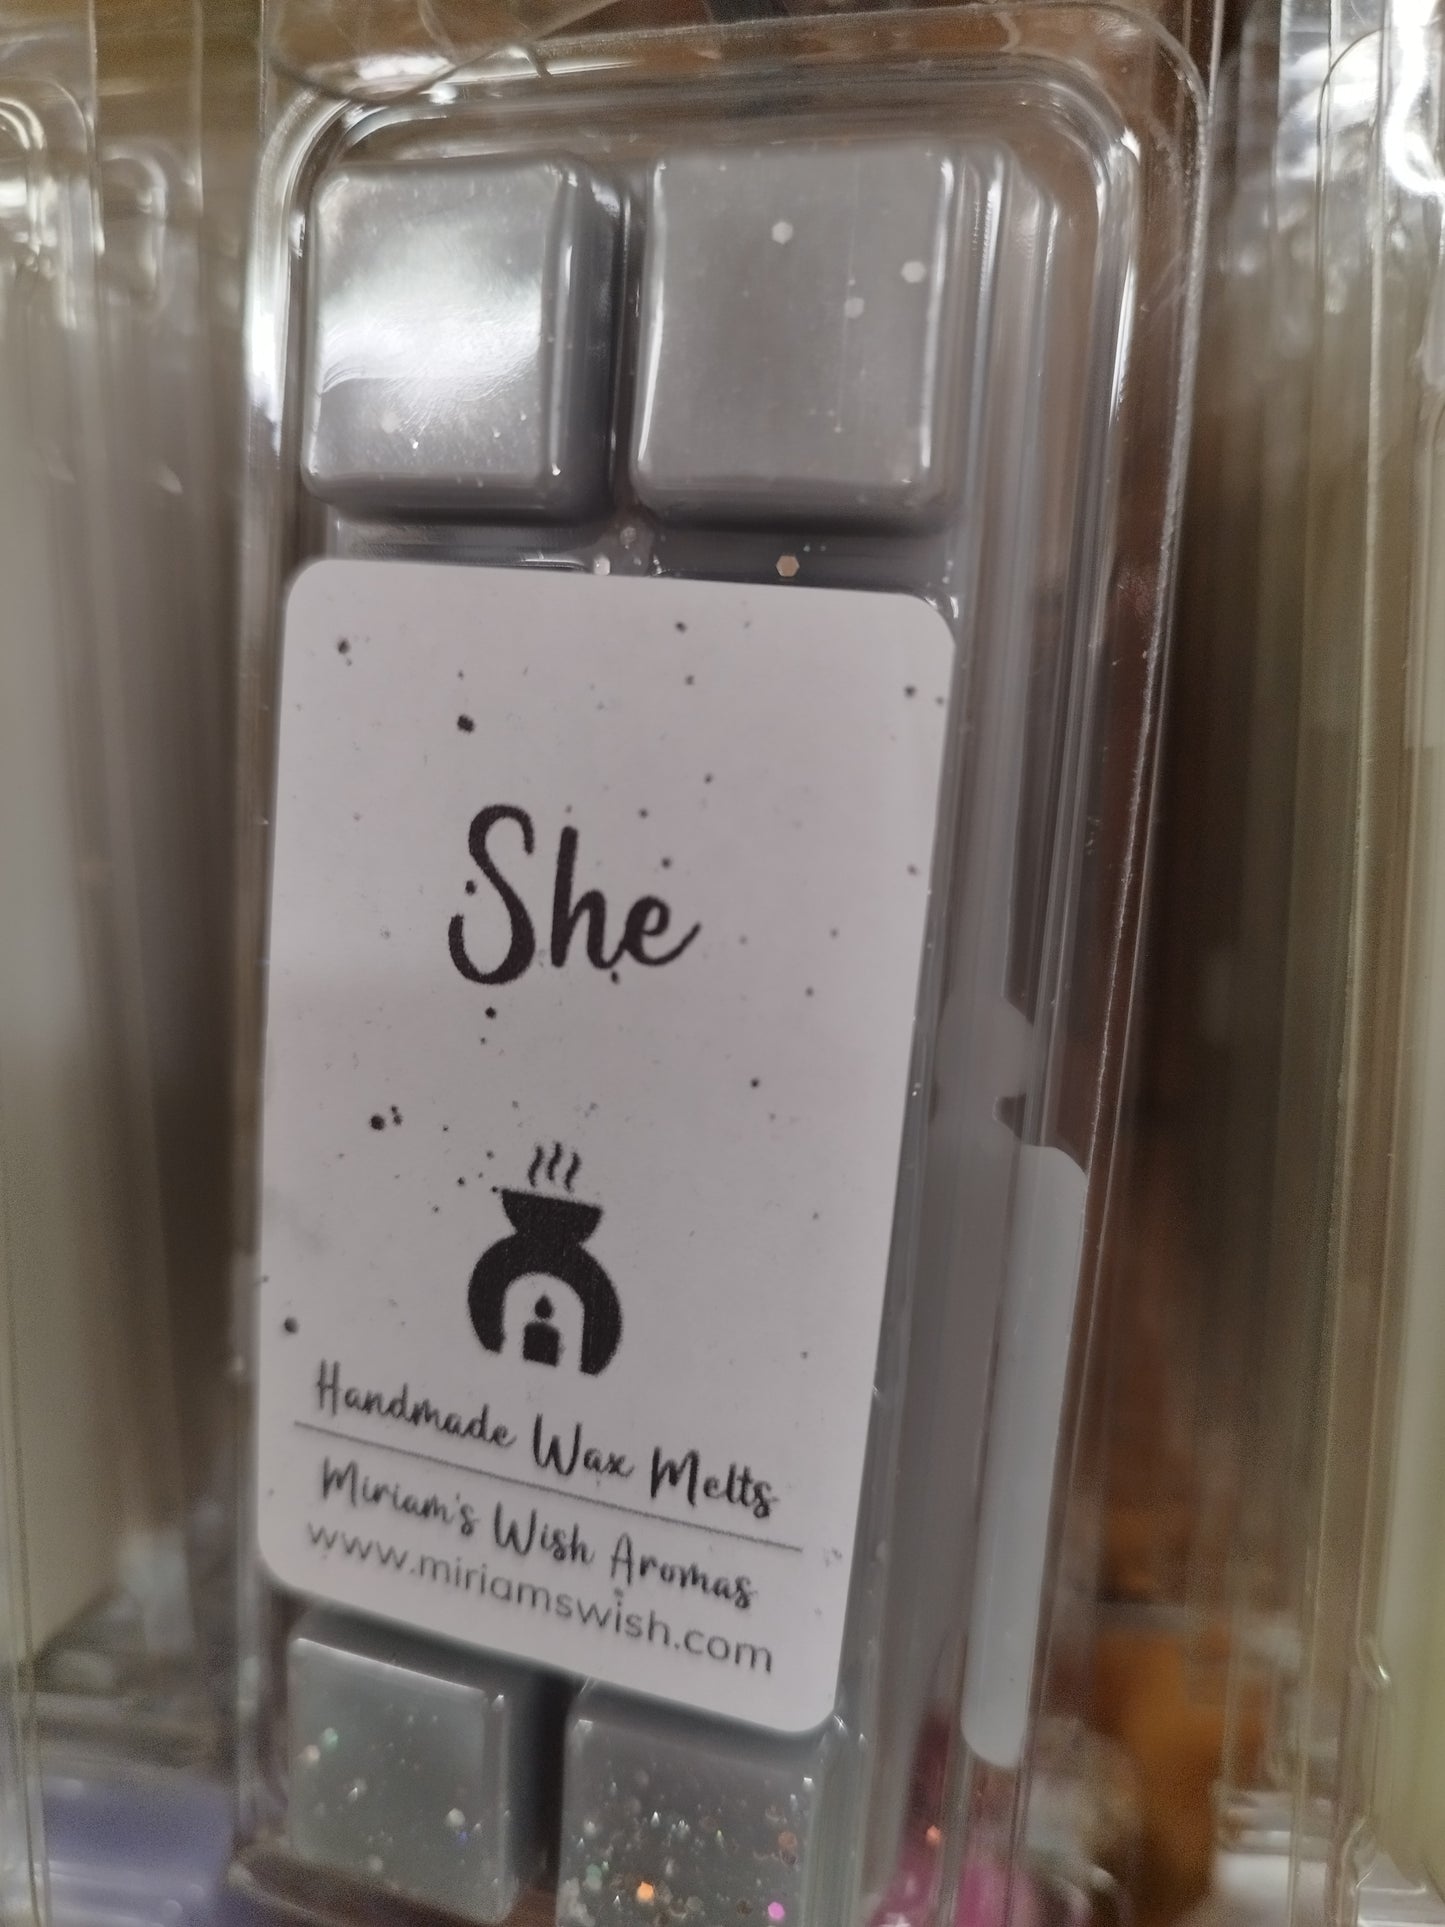 She
Handmade Wax Melts
Miriam's Wish Aromas
www.miriamswish.com